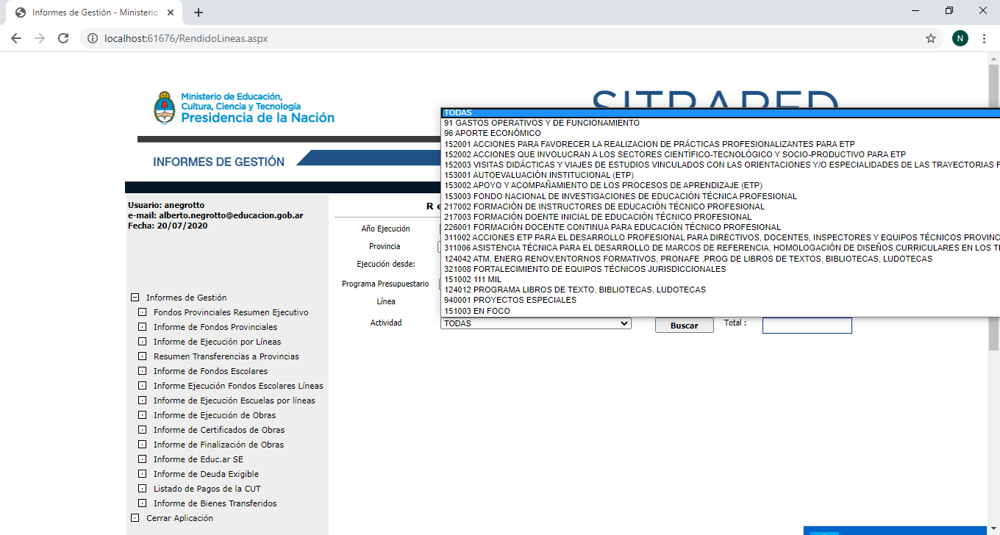 Informes de Gestión - Ministerio
localhost:61676/RendidoLineas.aspx
N
Ministerio de Educación,
Cultura, Ciencia y Tecnología
Presidencia de la Nación
SITRARED
INFORMES DE GESTIÓN
Usuario: anegrotto
e-mail: alberto.negrotto@educacion.gob.ar
Fecha: 20/07/2020
Informes de Gestión
Fondos Provinciales Resumen Ejecutivo
Informe de Fondos Provinciales
Informe de Ejecución por Líneas
Resumen Transferencias a Provincias
Informe de Fondos Escolares
Informe Ejecución Fondos Escolares Líneas
Informe de Ejecución Escuelas por líneas
Informe de Ejecución de Obras
Informe de Certificados de Obras
Informe de Finalización de Obras
Informe de Educ.ar SE
Informe de Deuda Exigible
Listado de Pagos de la CUT
Informe de Bienes Transferidos
Cerrar Aplicación
Re
Año Ejecución
Provincia
Ejecución desde:
Programa Presupuestario
Línea
Actividad
TODAS
91 GASTOS OPERATIVOS Y DE FUNCIONAMIENTO
96 APORTE ECONÓMICO
152001 ACCIONES PARA FAVORECER LA REALIZACION DE PRÁCTICAS PROFESIONALIZANTES PARA ETP
152002 ACCIONES QUE INVOLUCRAN A LOS SECTORES CIENTÍFICO-TECNOLÓGICO Y SOCIO-PRODUCTIVO PARA ETP
152003 VISITAS DIDÁCTICAS Y VIAJES DE ESTUDIOS VINCULADOS CON LAS ORIENTACIONES Y/O ESPECIALIDADES DE LAS TRAYECTORIAS F
153001 AUTOEVALUACIÓN INSTITUCIONAL (ETP)
153002 APOYO Y ACOMPAÑAMIENTO DE LOS PROCESOS DE APRENDIZAJE (ETP)
153003 FONDO NACIONAL DE INVESTIGACIONES DE EDUCACIÓN TÉCNICA PROFESIONAL
217002 FORMACIÓN DE INSTRUCTORES DE EDUCACIÓN TÉCNICO PROFESIONAL
217003 FORMACIÓN DOENTE INICIAL DE EDUCACIÓN TÉCNICO PROFESIONAL
226001 FORMACIÓN DOCENTE CONTINUA PARA EDUCACIÓN TÉCNICO PROFESIONAL
311002 ACCIONES ETP PARA EL DESARROLLO PROFESIONAL PARA DIRECTIVOS, DOCENTES, INSPECTORES Y EQUIPOS TÉCNICOS PROVINC
311006 ASISTENCIA TÉCNICA PARA EL DESARROLLO DE MARCOS DE REFERENCIA, HOMOLOGACIÓN DE DISEÑOS CURRICULARES EN LOS TE
124042 ATM, ENERG RENOV,ENTORNOS FORMATIVOS, PRONAFE ,PROG DE LIBROS DE TEXTOS, BIBLIOTECAS, LUDOTECAS
321008 FORTALECIMIENTO DE EQUIPOS TÉCNICOS JURISDICCIONALES
151002 111 MIL
124012 PROGRAMA LIBROS DE TEXTO, BIBLIOTECAS, LUDOTECAS
940001 PROYECTOS ESPECIALES
151003 EN FOCO
TODAS
Buscar
Total :